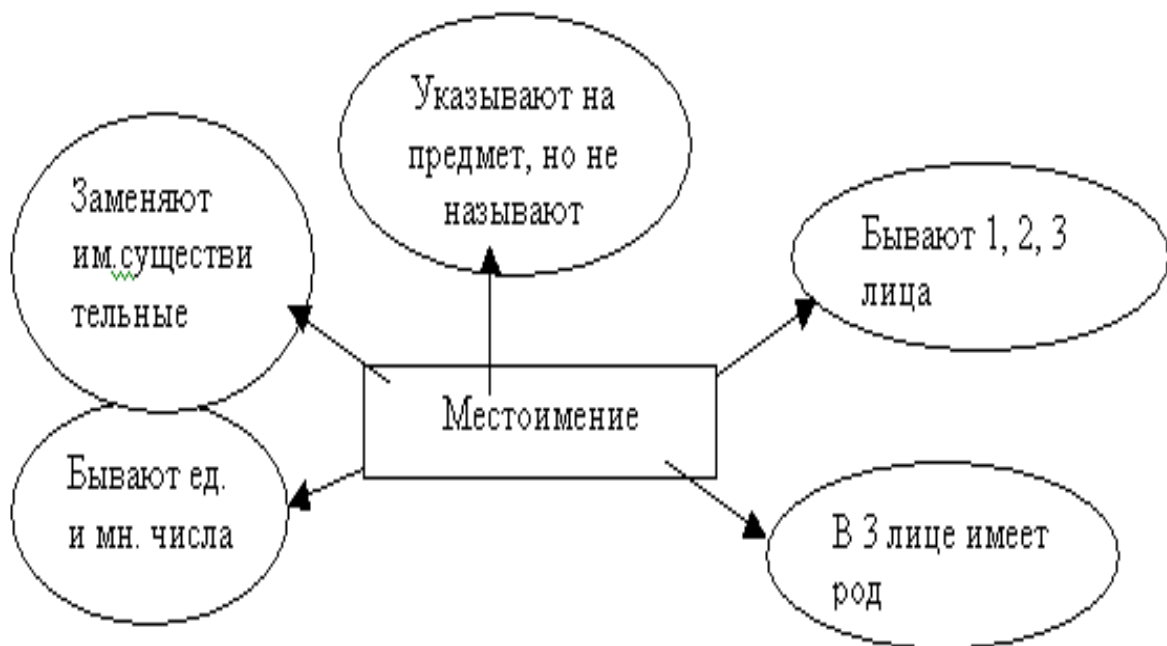 Указывают на
предмет, но не
называют
Заменяют
им.существи
тельные
Бывают 1, 2, 3
лица
Местоимение
Бывают ед.
и мн. числа
В 3 лице имеет
род